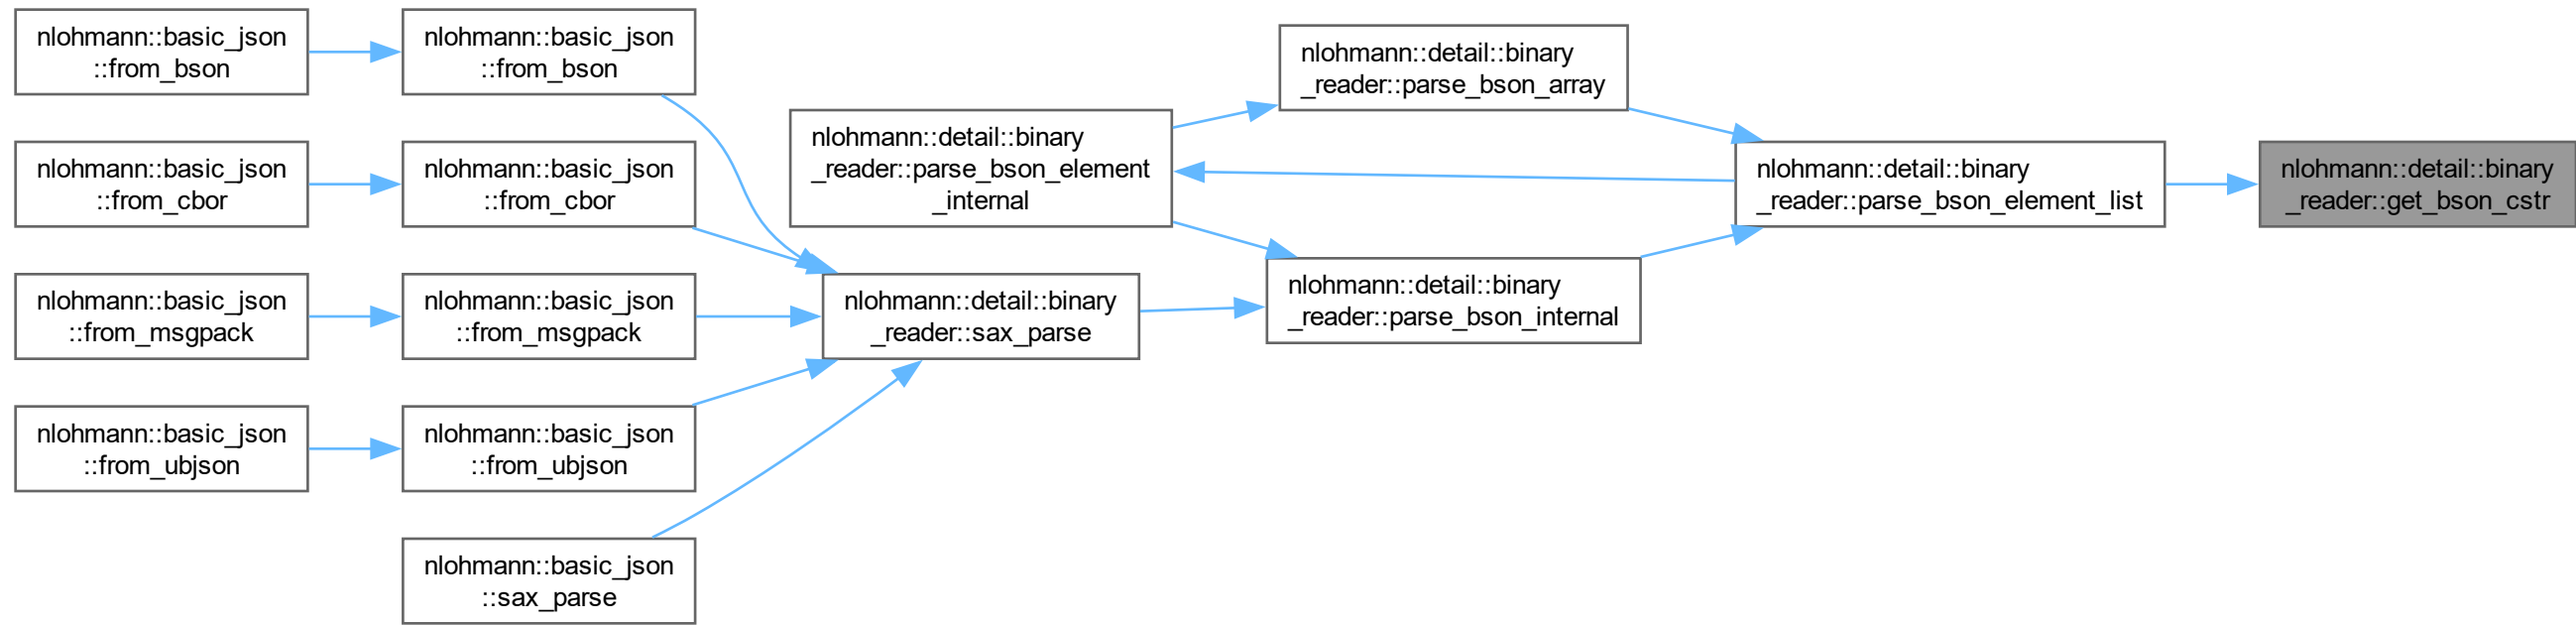 nlohmann::basic_json
::from_bson
nlohmann::basic_json
::from_bson
nlohmann::basic_json
::from_cbor
nlohmann::basic_json
::from_cbor
nlohmann::basic_json
::from_msgpack
nlohmann::basic_json
::from_msgpack
nlohmann::basic_json
::from_ubjson
nlohmann::basic_json
::from_ubjson
nlohmann::basic_json
::sax_parse
nlohmann::detail::binary
_reader::parse_bson_element
_internal
nlohmann::detail::binary
_reader::sax_parse
nlohmann::detail::binary
_reader::parse_bson_array
nlohmann::detail::binary
_reader::parse_bson_internal
nlohmann::detail::binary
_reader::parse_bson_element_list
nlohmann::detail::binary
_reader::get_bson_cstr